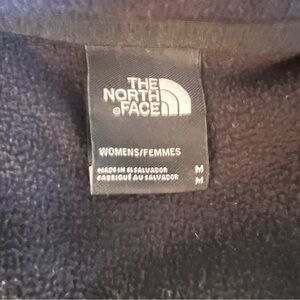 THE
NORTH
FACE
WOMENS/FEMMES
MADE IN EL SALVADOR M
FABRIQUÉ AU SALVADOR M